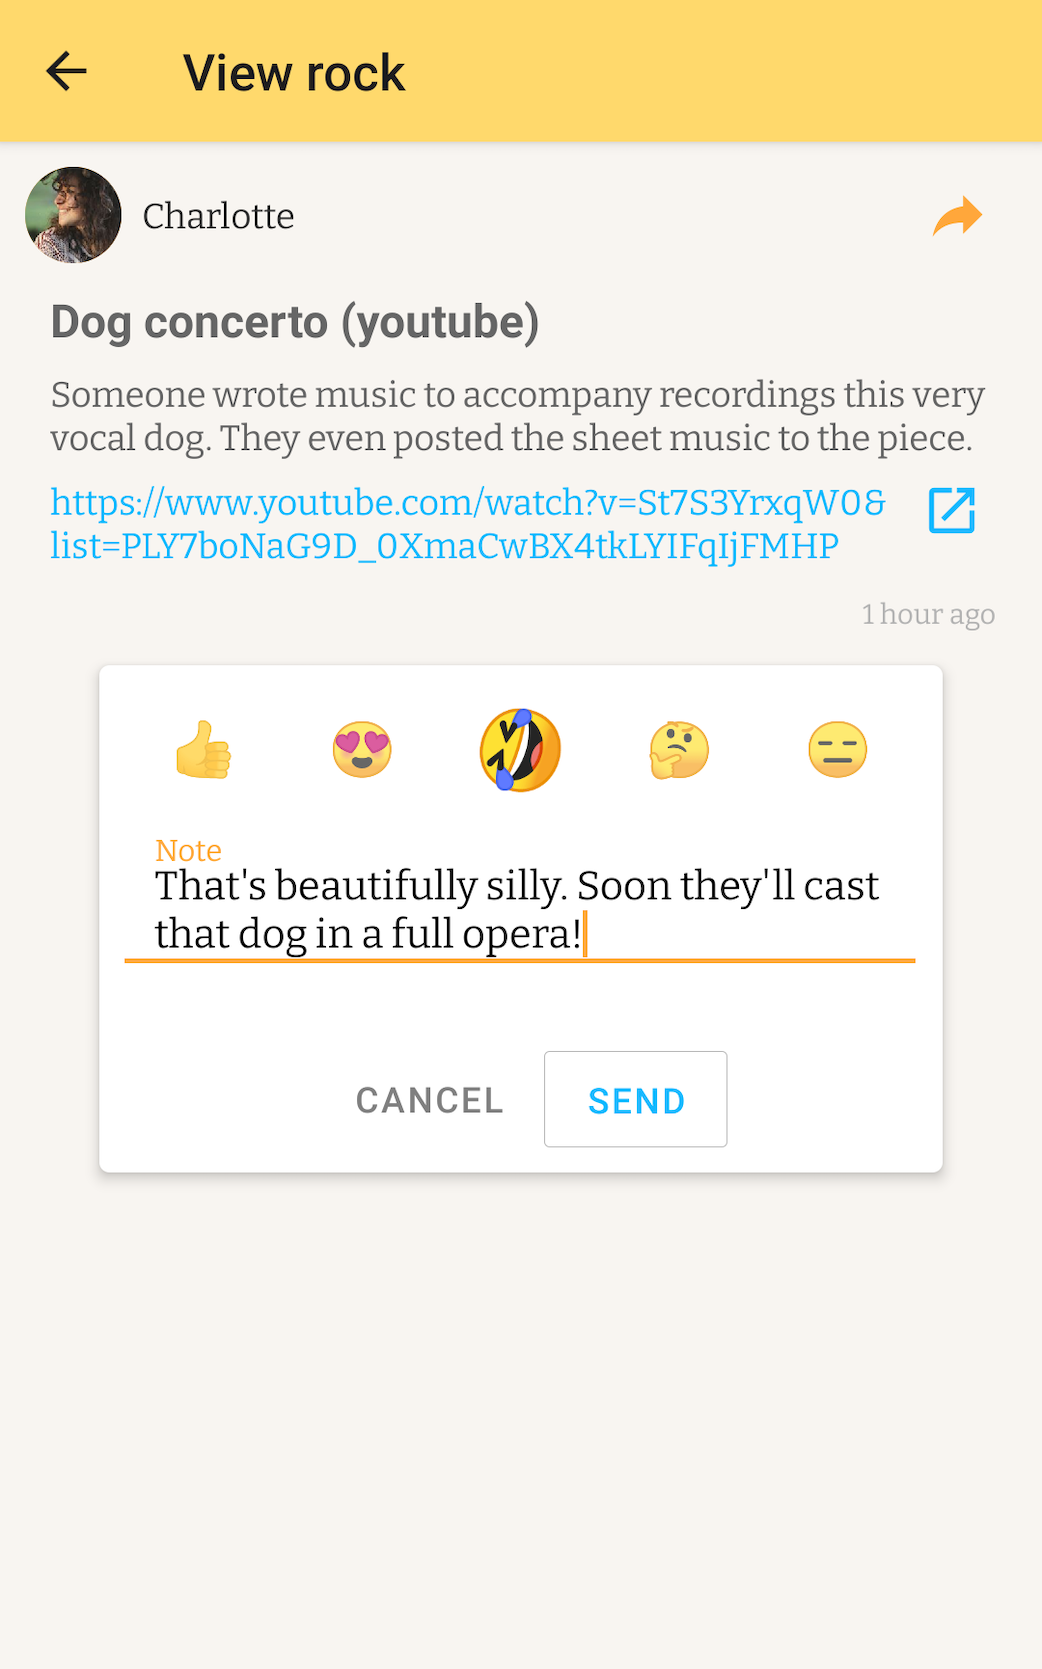 View rock
Charlotte
Dog concerto (youtube)
Someone wrote music to accompany recordings this very
vocal dog. They even posted the sheet music to the piece.
https://www.youtube.com/watch?v=St7S3YrxqW0&
list=PLY7boNaG9D_0XmaCwBX4tkLYIFqIjFMHP
1 hour ago
Note
That's beautifully silly. Soon they'll cast
that dog in a full opera!
CANCEL SEND